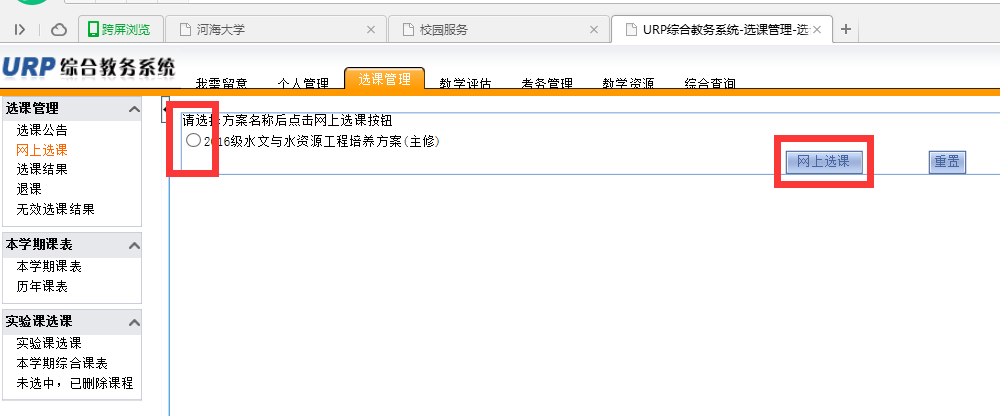 跨屏浏览
河海大学
校园服务
URP综合教务系统-选课管理-选
URP综合教务系统
我需留意
个人管理
选课管理
教学评估
考务管理
教学资源
综合查询
选课管理
选课公告
网上选课
选课结果
退课
无效选课结果
本学期课表
本学期课表
历年课表
实验课选课
实验课选课
本学期综合课表
未选中，已删除课程
请选择方案名称后点击网上选课按钮
2016级水文与水资源工程培养方案(主修)
网上选课
重置